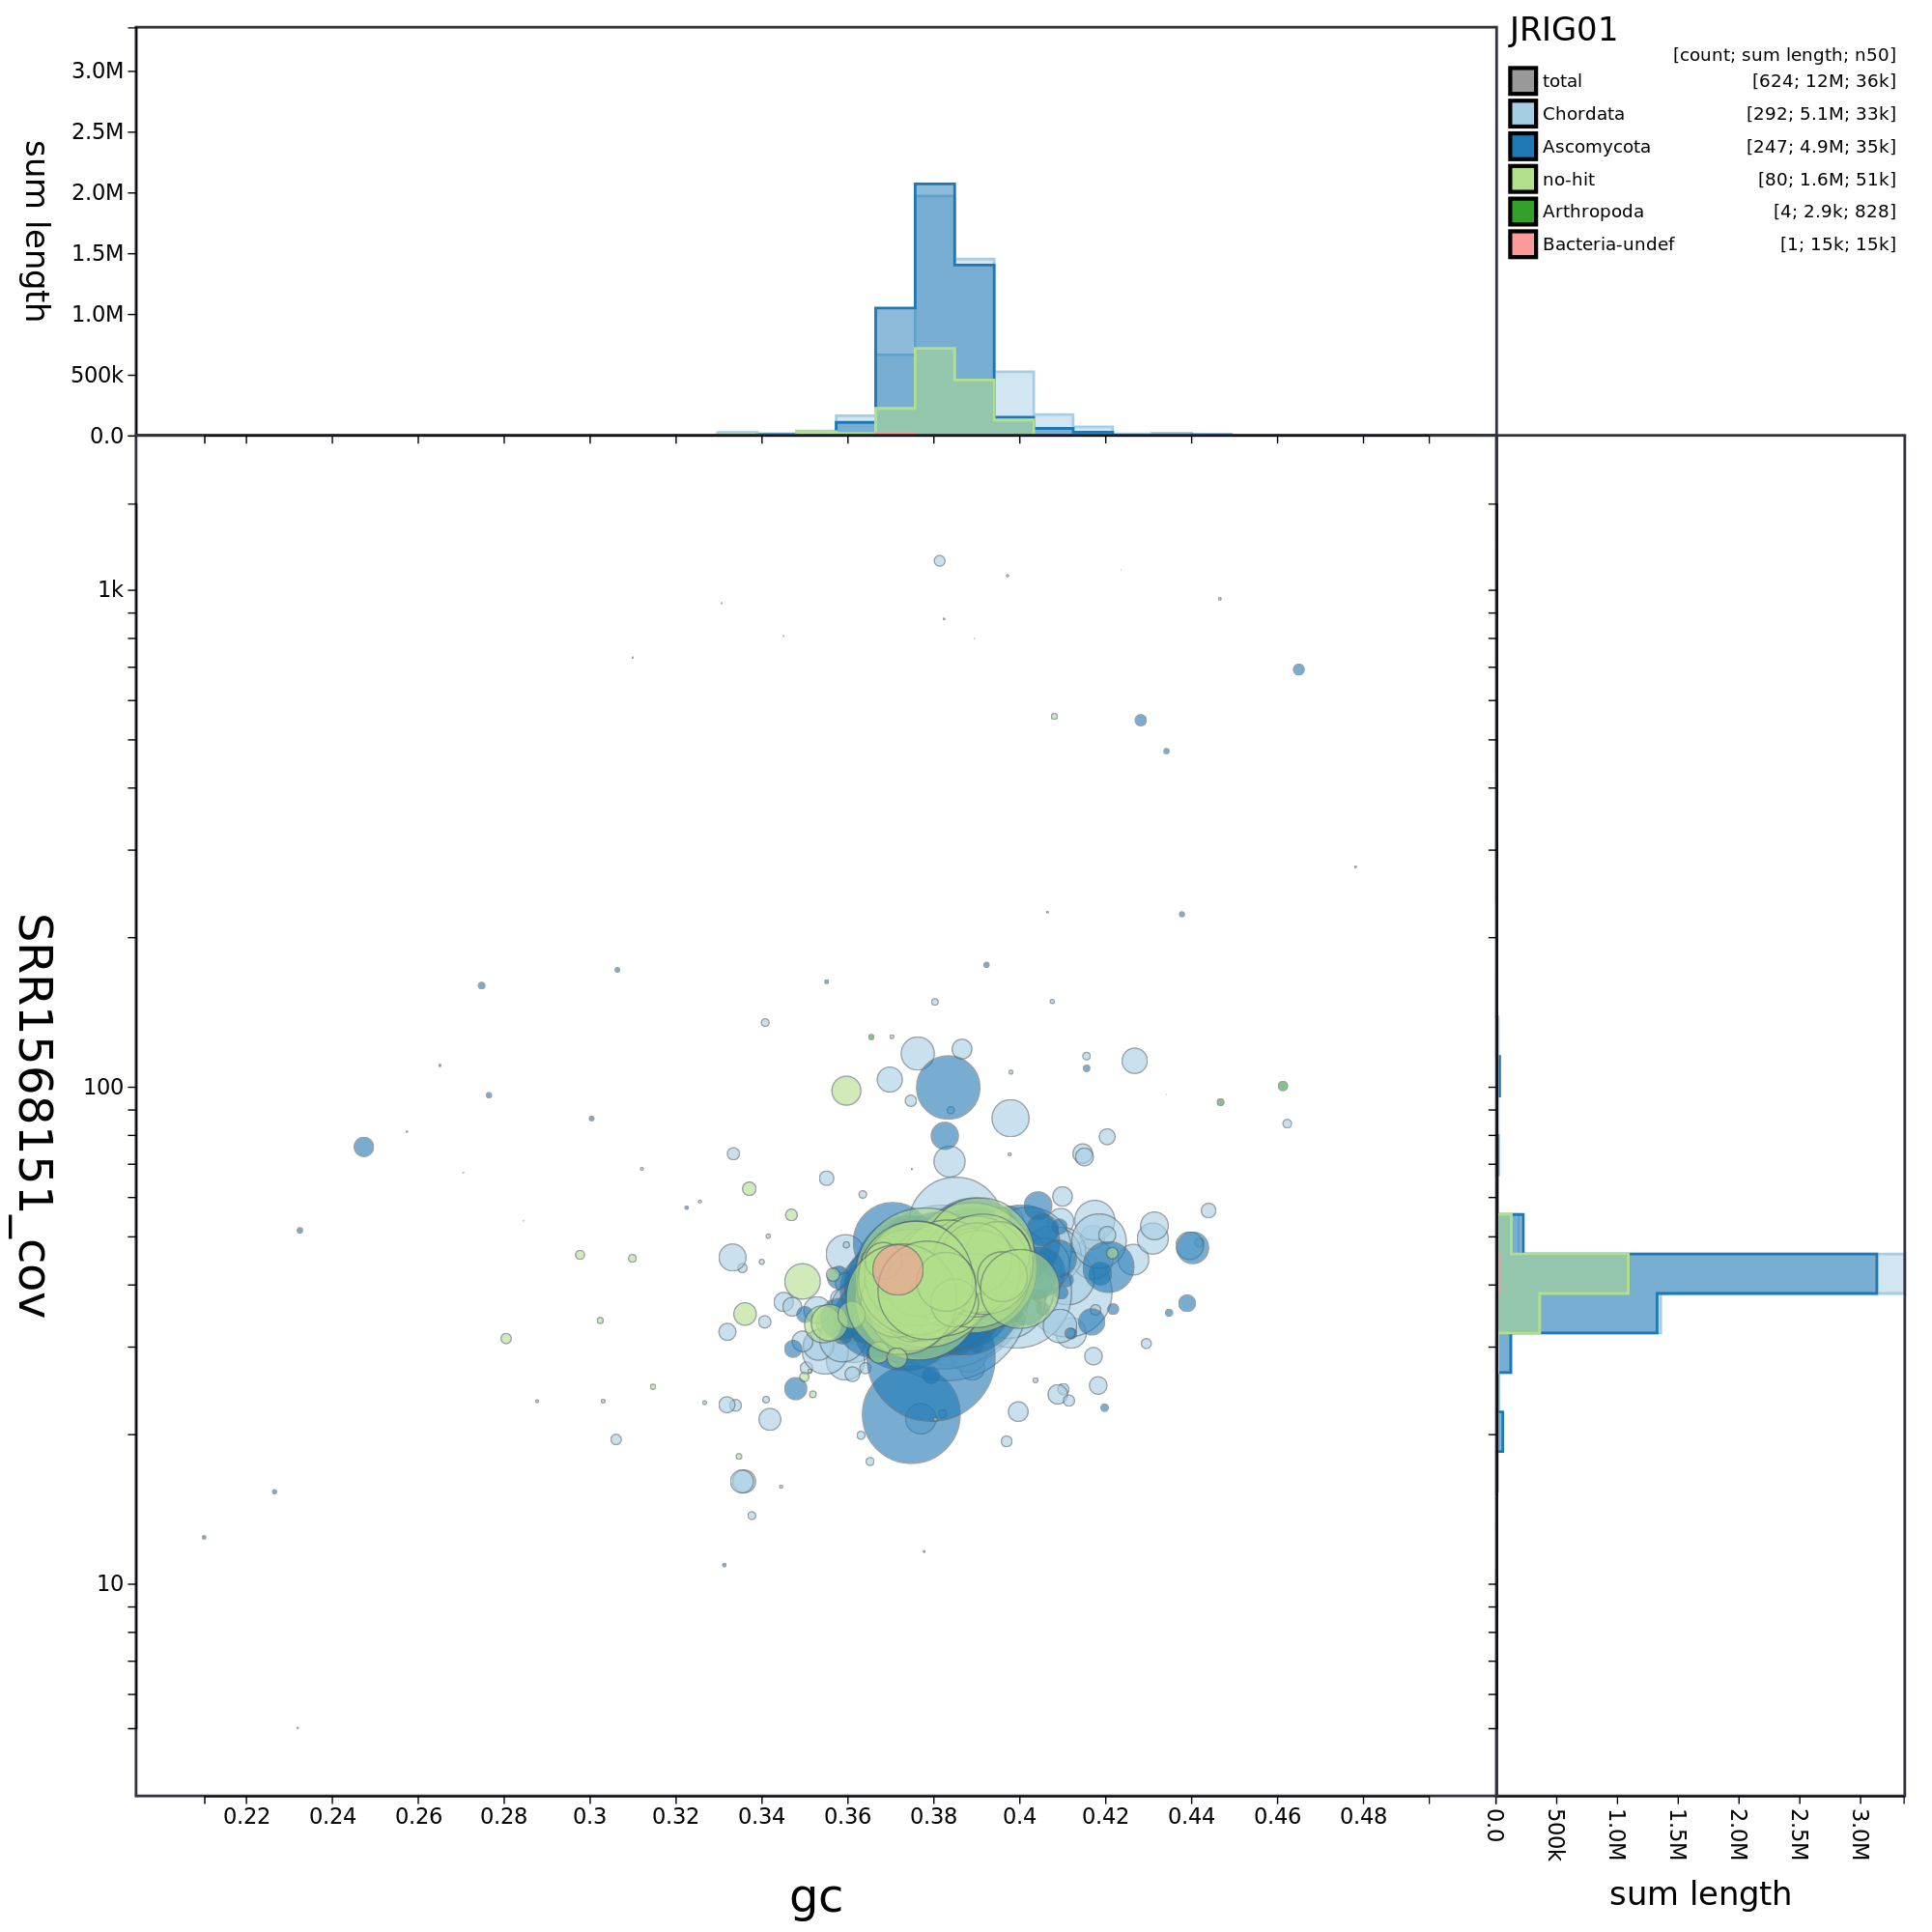 JRIG01
[count; sum length; n50]
total [624; 12M; 36k]
Chordata [292; 5.1M; 33k]
Ascomycota [247; 4.9M; 35k]
no-hit [80; 1.6M; 51k]
Arthropoda [4; 2.9k; 828]
Bacteria-undef [1; 15k; 15k]
sum length
3.0M
2.5M
2.0M
1.5M
1.0M
500k
0.0
SRR1568151_cov
1k
100
10
0.22 0.24 0.26 0.28 0.3 0.32 0.34 0.36 0.38 0.4 0.42 0.44 0.46 0.48
gc
0.0 500k 1.0M 1.5M 2.0M 2.5M 3.0M
sum length